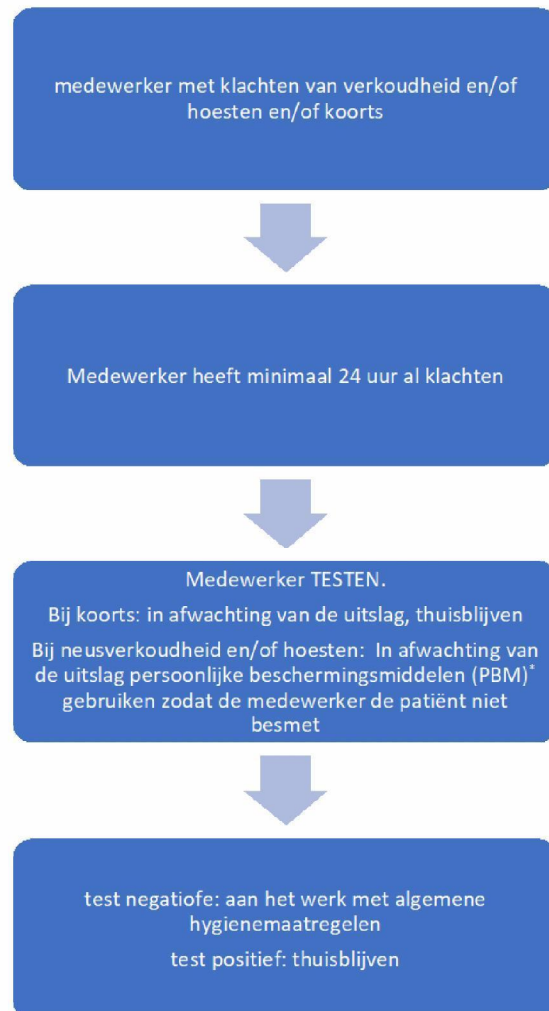 medewerker met klachten van verkoudheid en/of
hoesten en/of koorts
Medewerker heeft minimaal 24 uur al klachten
Medewerker TESTEN.
Bij koorts: in afwachting van de uitslag, thuisblijven
Bij neusverkoudheid en/of hoesten:  In afwachting van
de uitslag persoonlijke beschermingsmiddelen (PBM)*
gebruiken zodat de medewerker de patiënt niet
besmet
test negatiofe: aan het werk met algemene
hygienemaatregelen
test positief: thuisblijven